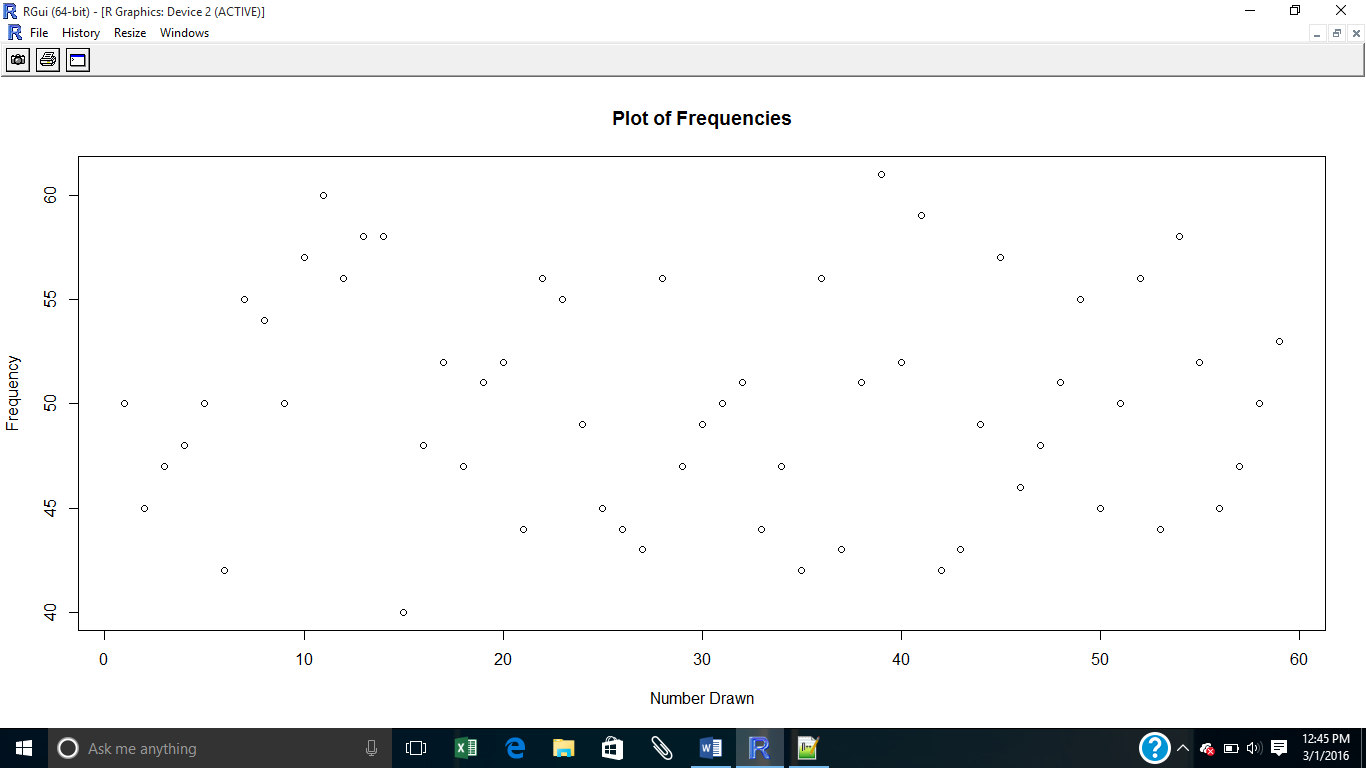 RGui (64-bit) - [R Graphics: Device 2 (ACTIVE)]
File History Resize Windows
Plot of Frequencies
Frequency
60
55
50
45
40
0 10 20 30 40 50 60
Number Drawn
Ask me anything
12:45 PM
3/1/2016